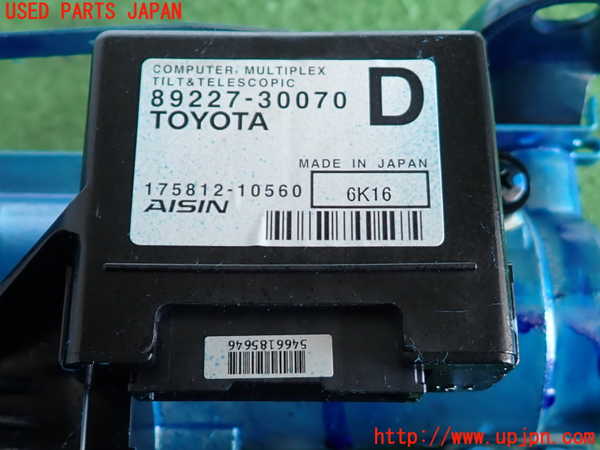 USED PARTS JAPAN
COMPUTER, MULTIPLEX
TILT&TELESCOPIC
89227-30070
D
TOYOTA
MADE IN JAPAN
175812-10560
6K16
AISIN
5466185646
http://www.upjpn.com